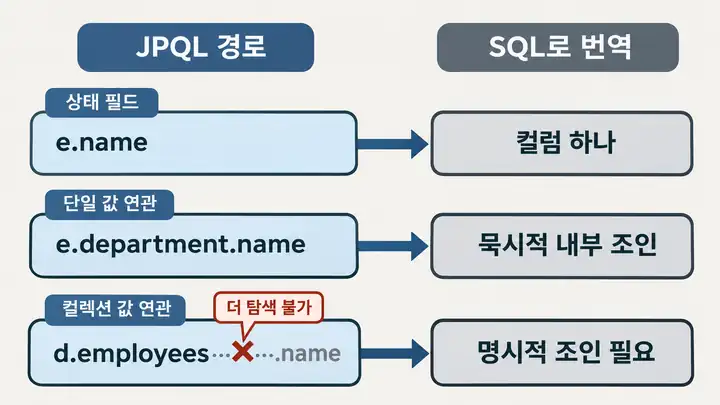 JPQL 경로
SQL로 번역
상태 필드
e.name
컬럼 하나
단일 값 연관
e.department.name
묵시적 내부 조인
컬렉션 값 연관
더 탐색 불가
d.employees...✖....name
명시적 조인 필요